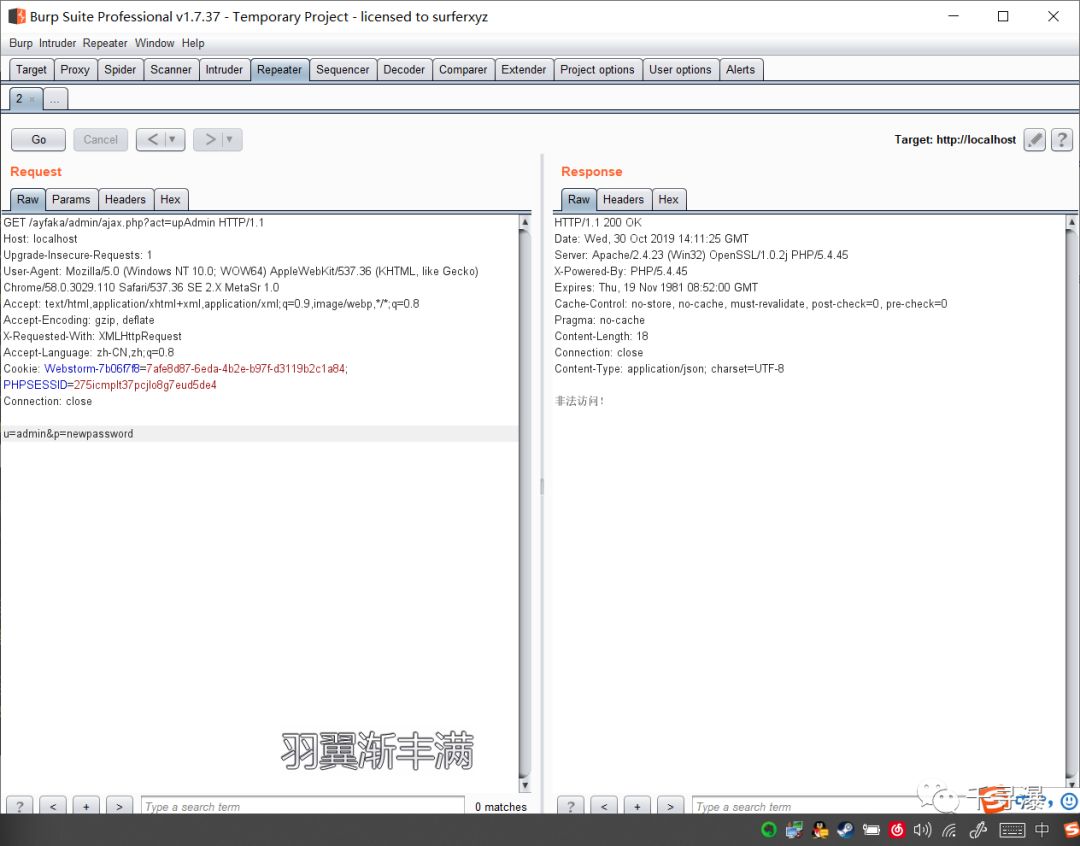 Burp Suite Professional v1.7.37 - Temporary Project - licensed to surferxyz
Burp Intruder Repeater Window Help
Target Proxy Spider Scanner Intruder Repeater Sequencer Decoder Comparer Extender Project options User options Alerts
2 × ...
Go Cancel < > Target: http://localhost ?
Request
Raw Params Headers Hex
GET /ayfaka/admin/ajax.php?act=upAdmin HTTP/1.1
Host: localhost
Upgrade-Insecure-Requests: 1
User-Agent: Mozilla/5.0 (Windows NT 10.0; WOW64) AppleWebKit/537.36 (KHTML, like Gecko)
Chrome/58.0.3029.110 Safari/537.36 SE 2.X MetaSr 1.0
Accept: text/html,application/xhtml+xml,application/xml;q=0.9,image/webp,*/*;q=0.8
Accept-Encoding: gzip, deflate
X-Requested-With: XMLHttpRequest
Accept-Language: zh-CN,zh;q=0.8
Cookie: Webstorm-7b06f7f8=7afe8d87-6eda-4b2e-b97f-d3119b2c1a84;
PHPSESSID=275icmplt37pcjlo8g7eud5de4
Connection: close
u=admin&p=newpassword
Response
Raw Headers Hex
HTTP/1.1 200 OK
Date: Wed, 30 Oct 2019 14:11:25 GMT
Server: Apache/2.4.23 (Win32) OpenSSL/1.0.2j PHP/5.4.45
X-Powered-By: PHP/5.4.45
Expires: Thu, 19 Nov 1981 08:52:00 GMT
Cache-Control: no-store, no-cache, must-revalidate, post-check=0, pre-check=0
Pragma: no-cache
Content-Length: 18
Connection: close
Content-Type: application/json; charset=UTF-8
非法访问！
羽翼渐丰满
? < + > Type a search term 0 matches
? < + > Type a search term
千寻瀑
中